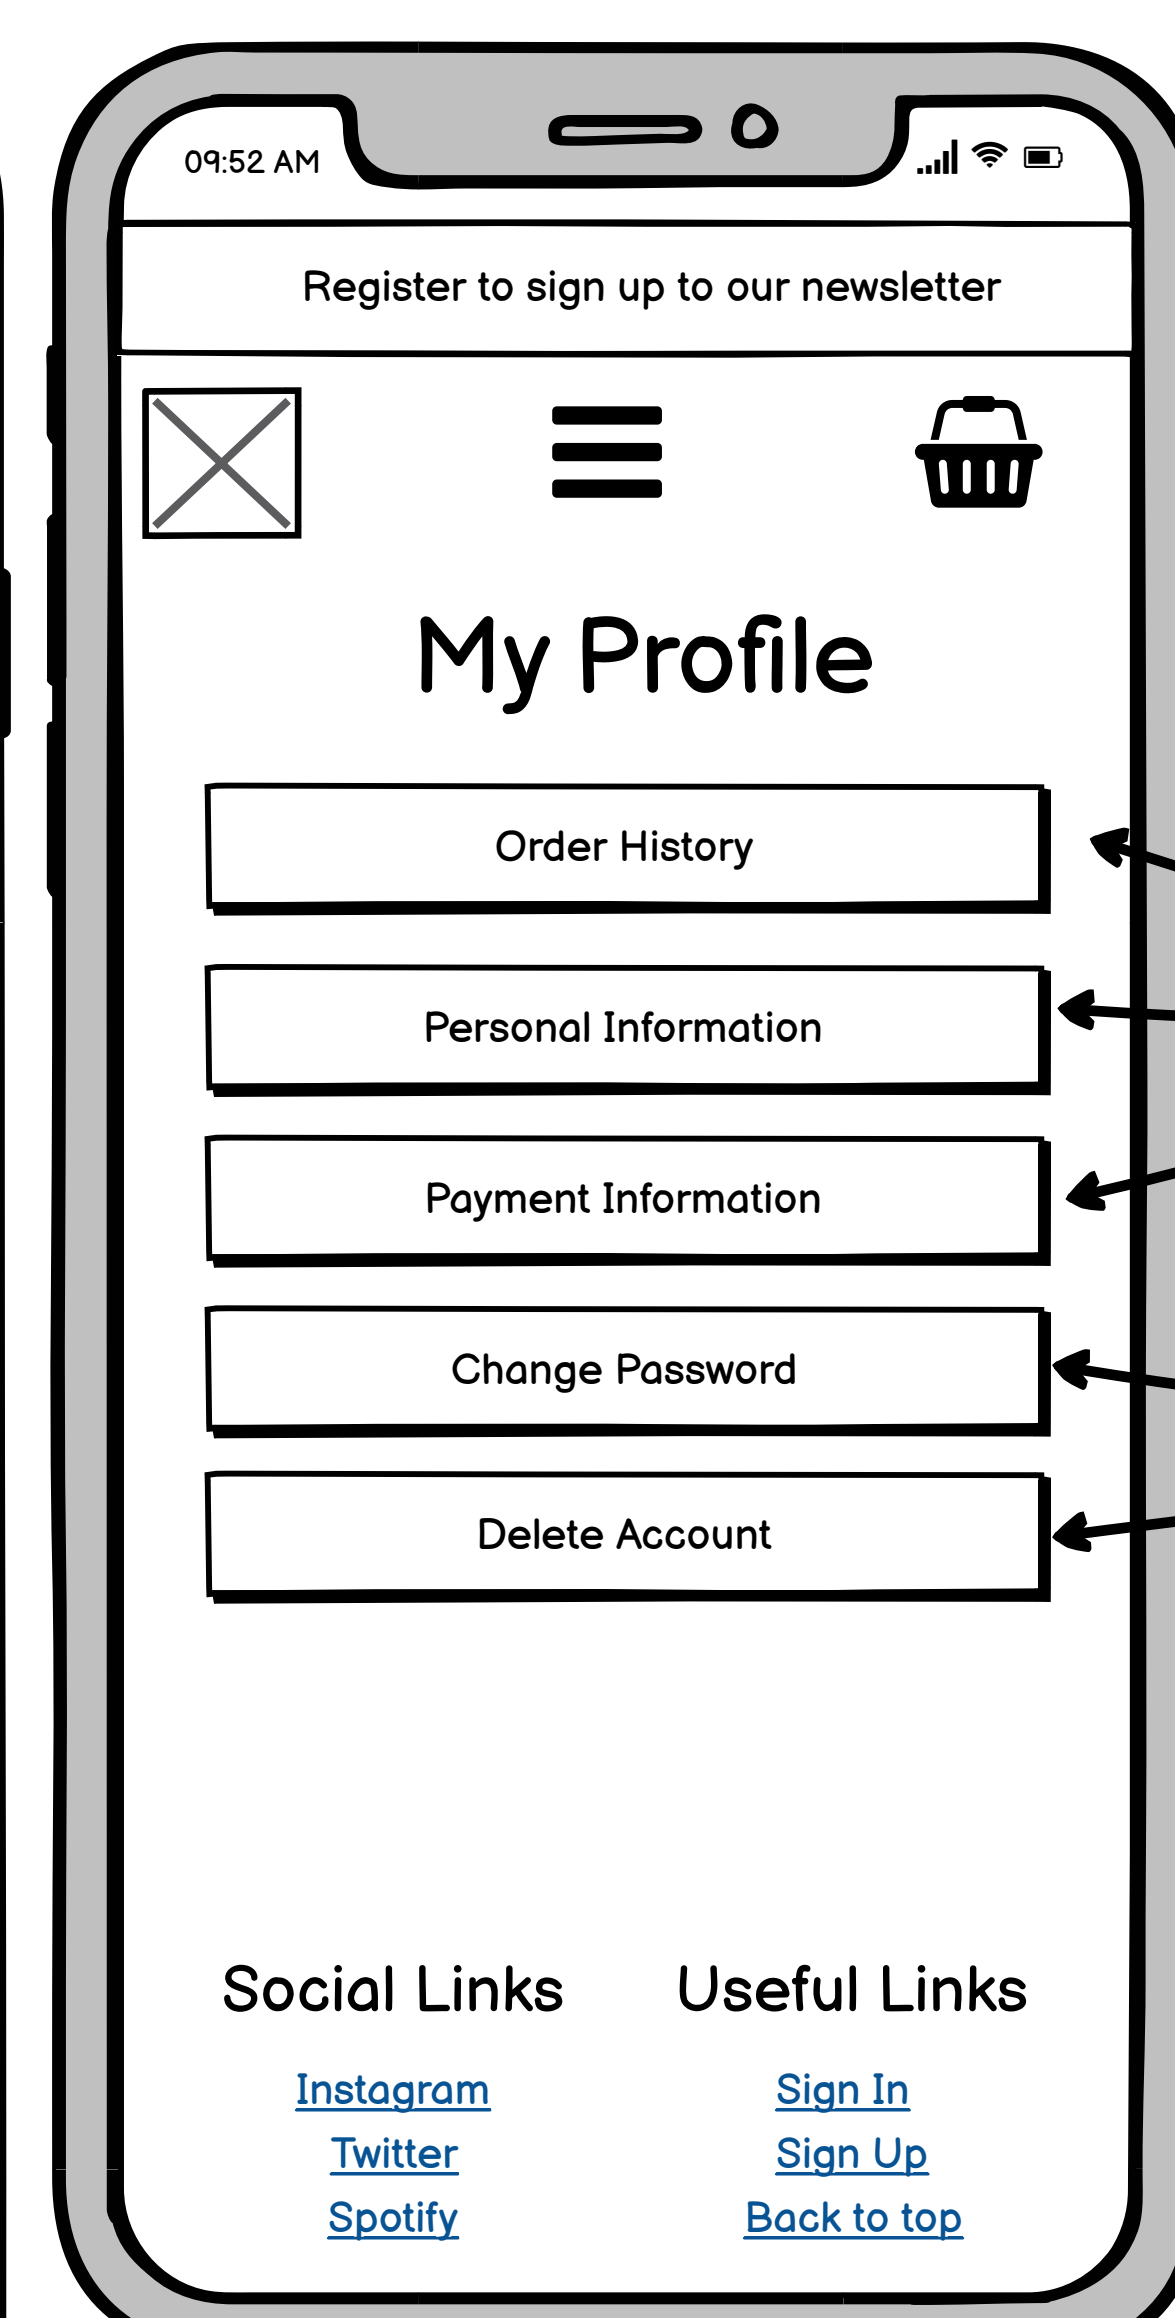 09:52 AM
Register to sign up to our newsletter
My Profile
Order History
Personal Information
Payment Information
Change Password
Delete Account
Social Links
Useful Links
Instagram
Sign In
Twitter
Sign Up
Spotify
Back to top